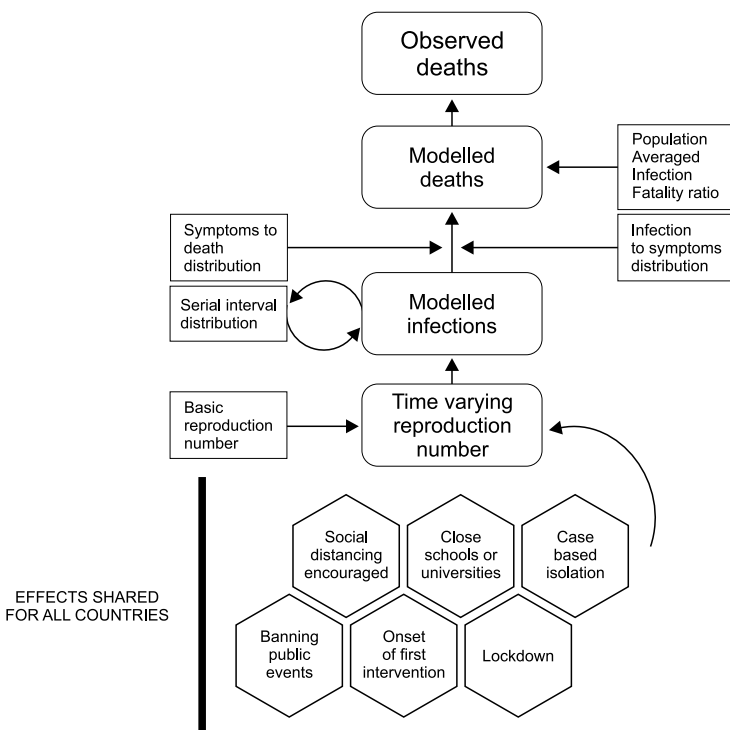 Observed
deaths
Modelled
deaths
Population
Averaged
Infection
Fatality ratio
Symptoms to
death
distribution
Infection
to symptoms
distribution
Serial interval
distribution
Modelled
infections
Basic
reproduction
number
Time varying
reproduction
number
Social
distancing
encouraged
Close
schools or
universities
Case
based
isolation
EFFECTS SHARED
FOR ALL COUNTRIES
Banning
public
events
Onset
of first
intervention
Lockdown